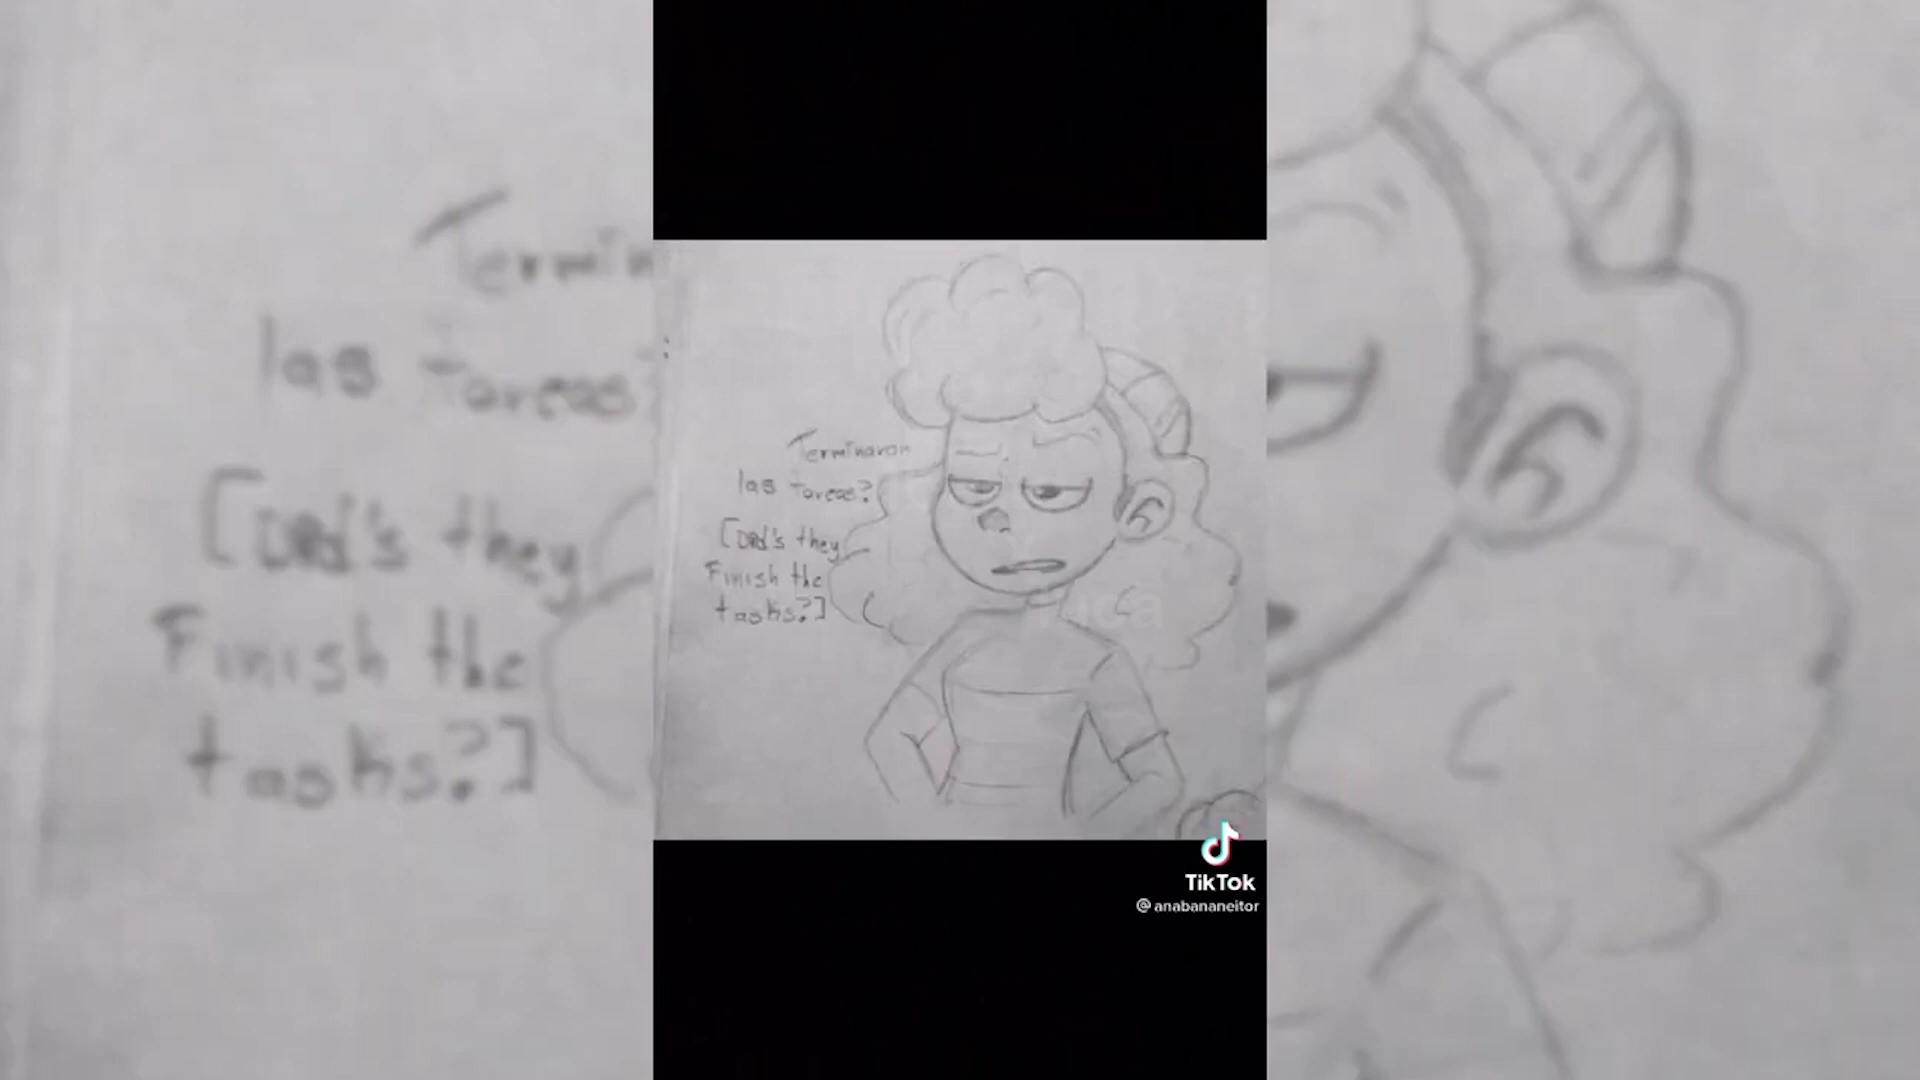 Terminaron
las tareas?
[Did's they
Finish the
tasks?]
TikTok
@anabananeitor